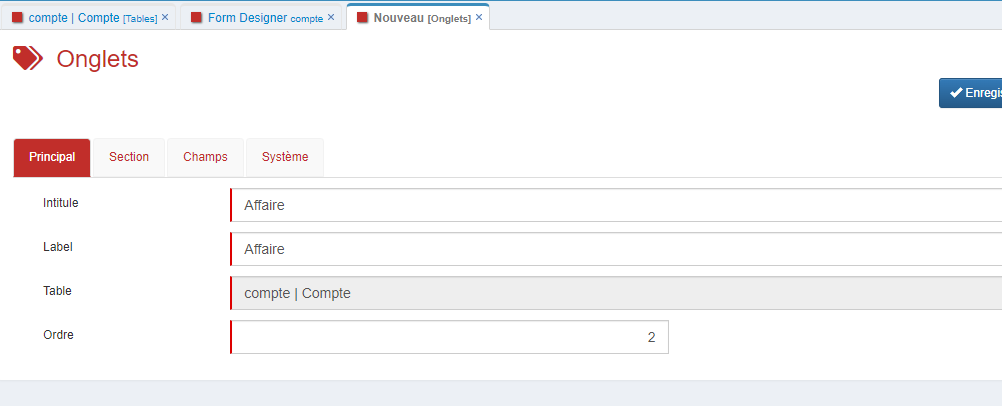 compte | Compte [Tables] × Form Designer compte × Nouveau [Onglets] ×
Onglets
Enregis
Principal Section Champs Système
Intitule Affaire
Label Affaire
Table compte | Compte
Ordre 2